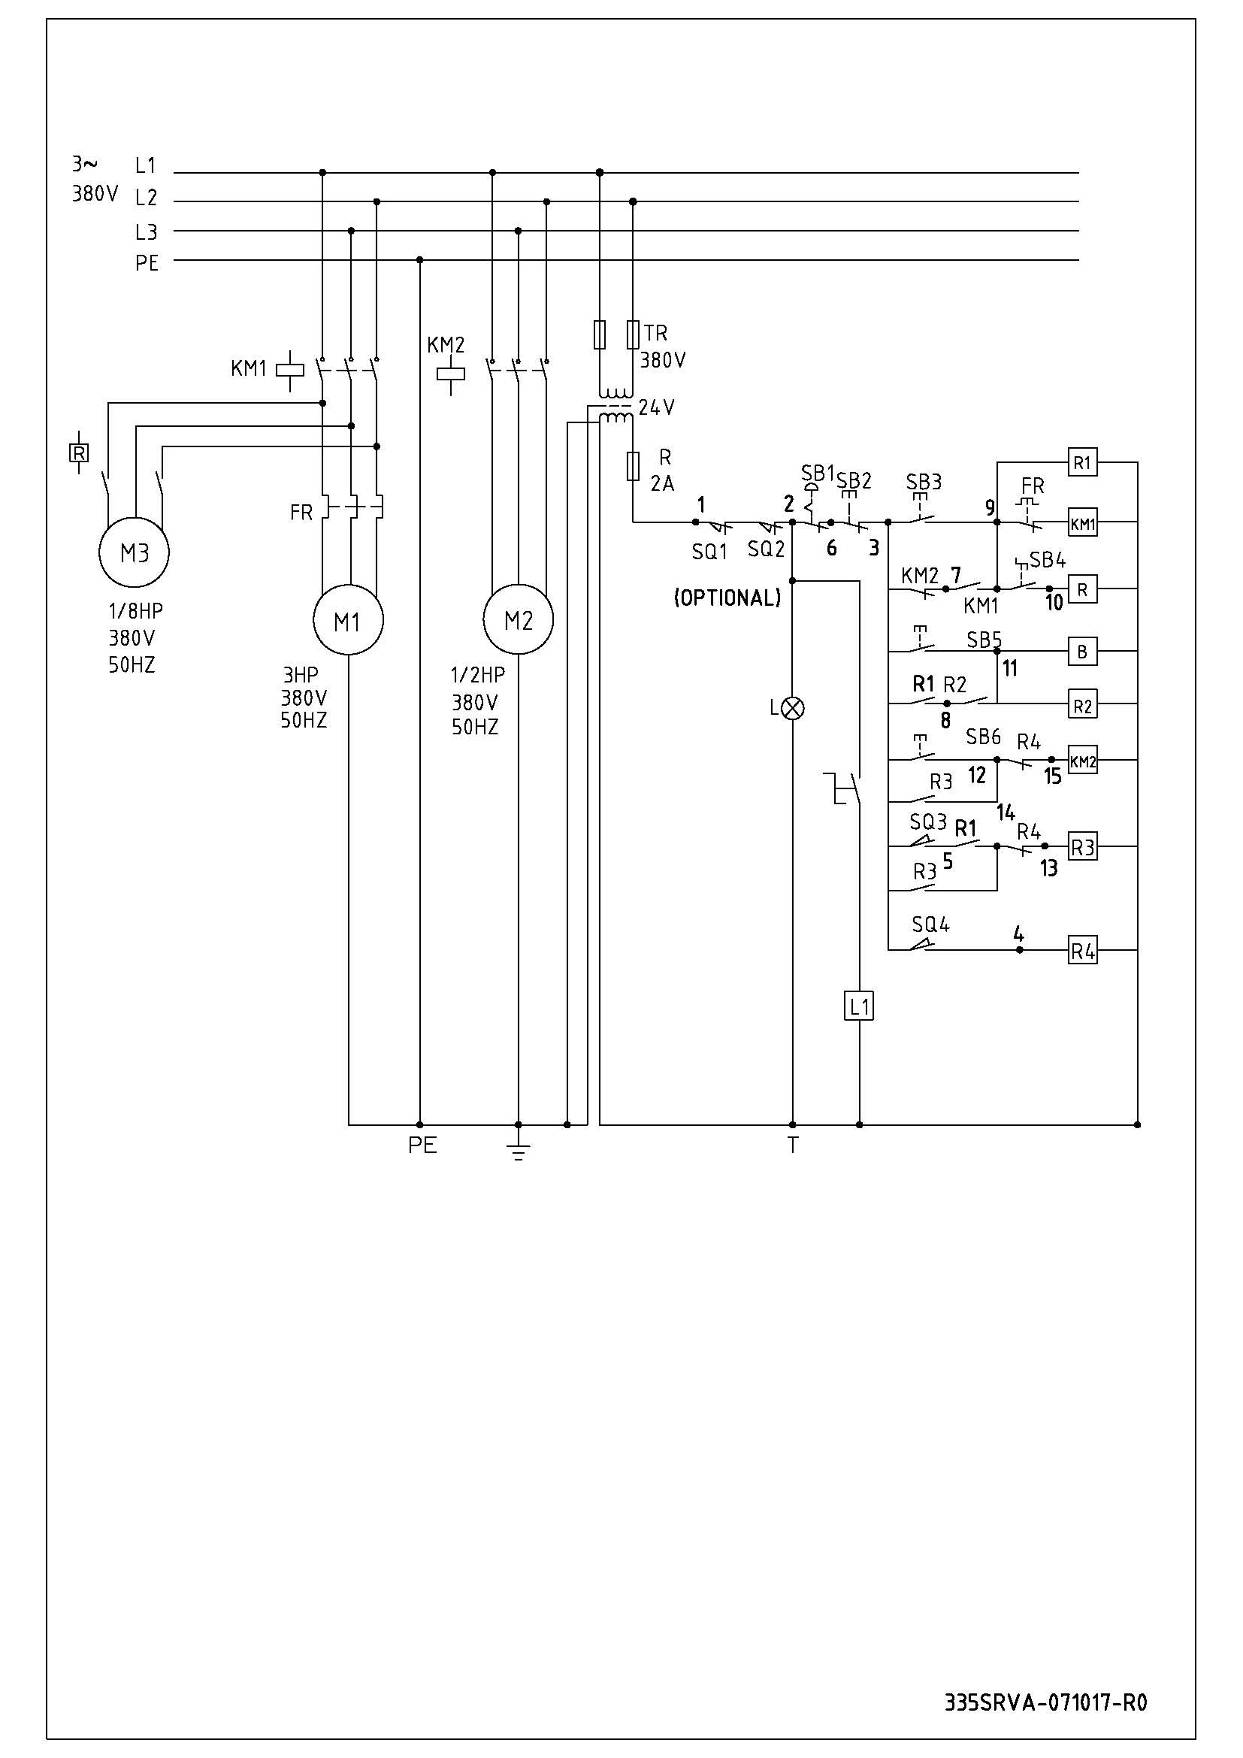 3~ L1
380V L2
L3
PE
TR
380V
KM1
KM2
24V
R
R
2A
FR
M3
1/8HP
380V
50HZ
M1
3HP
380V
50HZ
M2
1/2HP
380V
50HZ
1
SQ1
SQ2
(OPTIONAL)
2
SB1
SB2
6
3
SB3
9
FR
R1
KM1
KM2
7
KM1
SB4
10
R
SB5
11
B
R1
R2
8
R2
L
SB6
12
R4
15
KM2
R3
14
SQ3
R1
5
R4
13
R3
R3
SQ4
4
R4
L1
PE
T
335SRVA-071017-R0